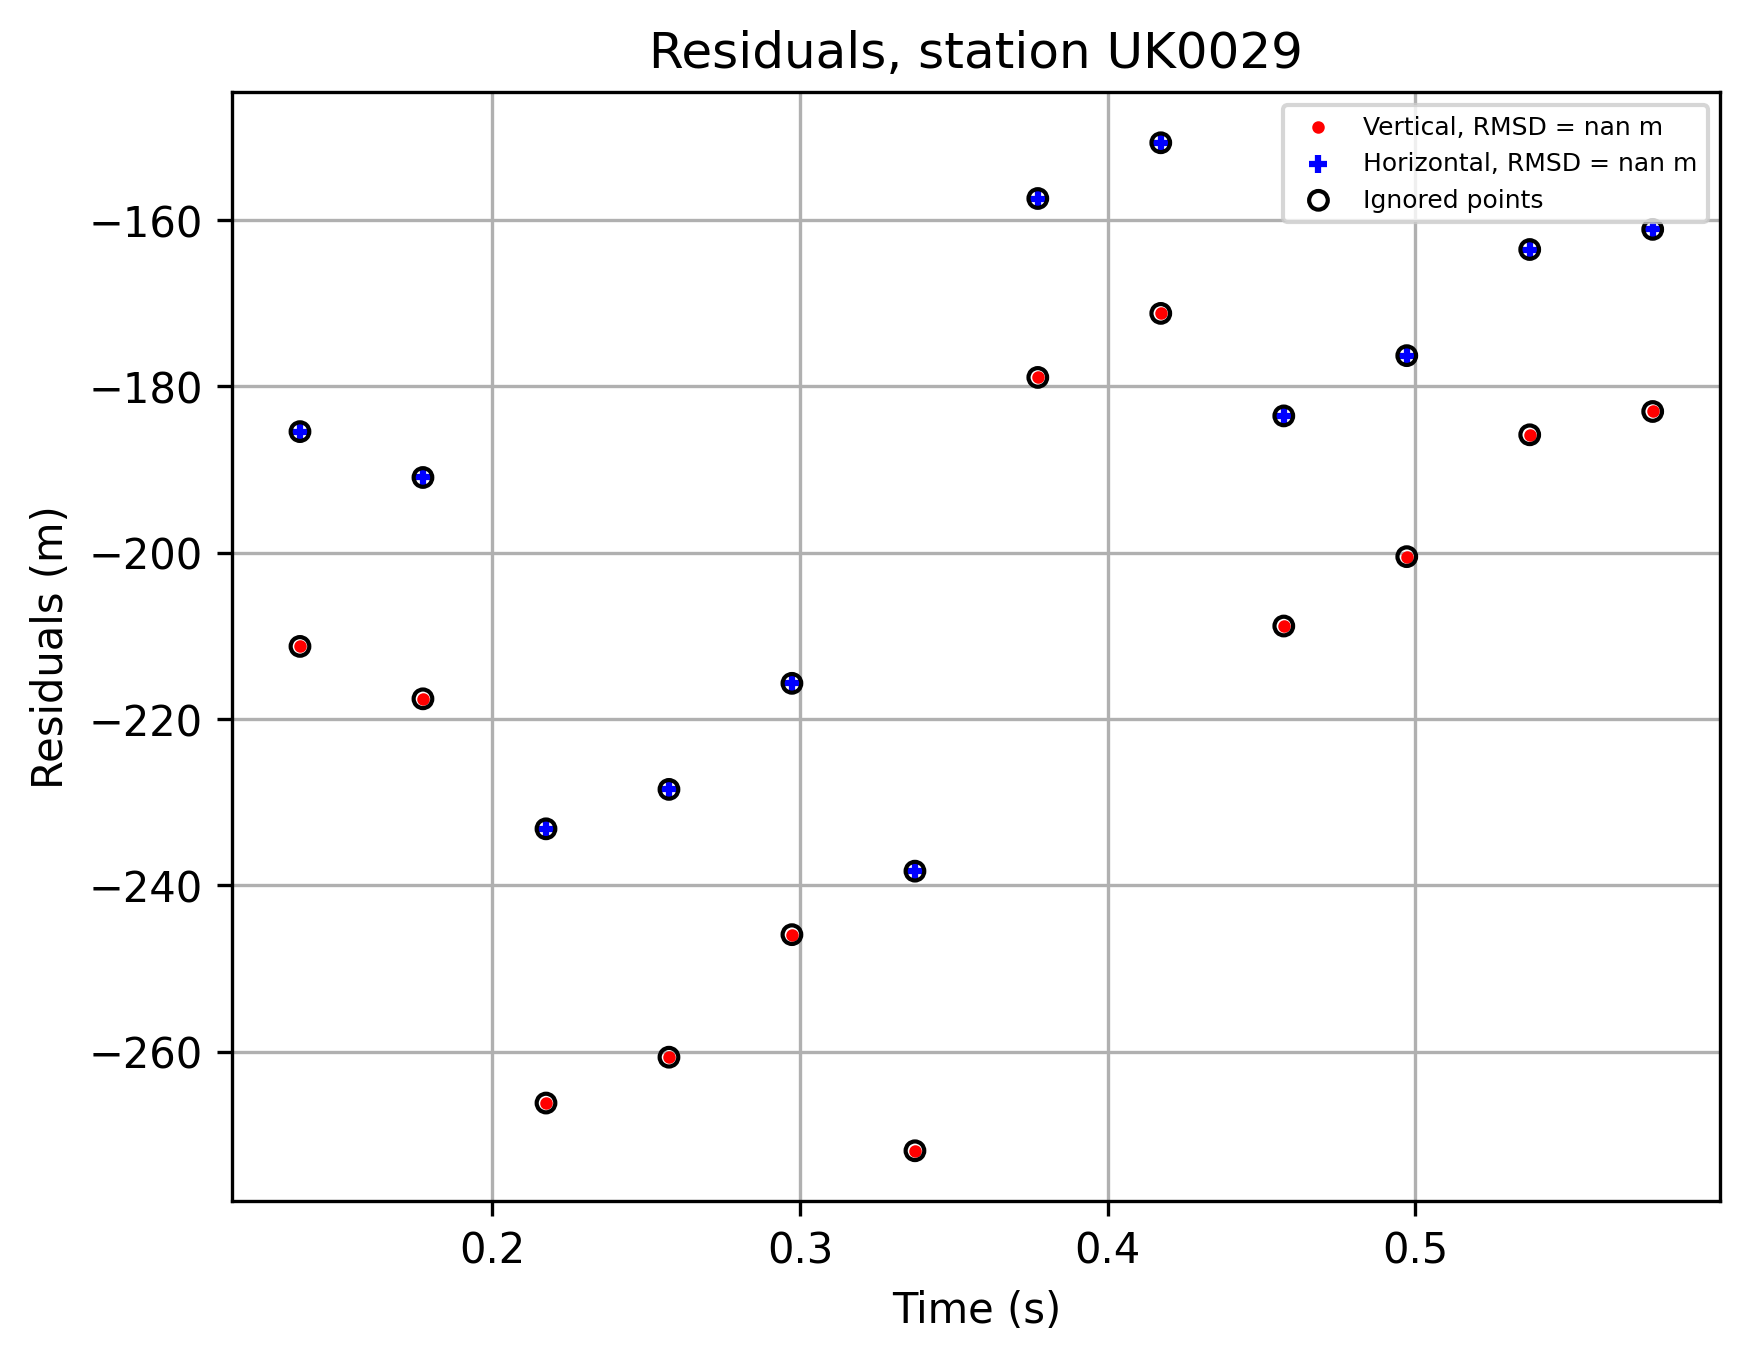 Residuals, station UK0029
Vertical, RMSD = nan m
Horizontal, RMSD = nan m
Ignored points
Residuals (m)
−160
−180
−200
−220
−240
−260
0.2 0.3 0.4 0.5
Time (s)